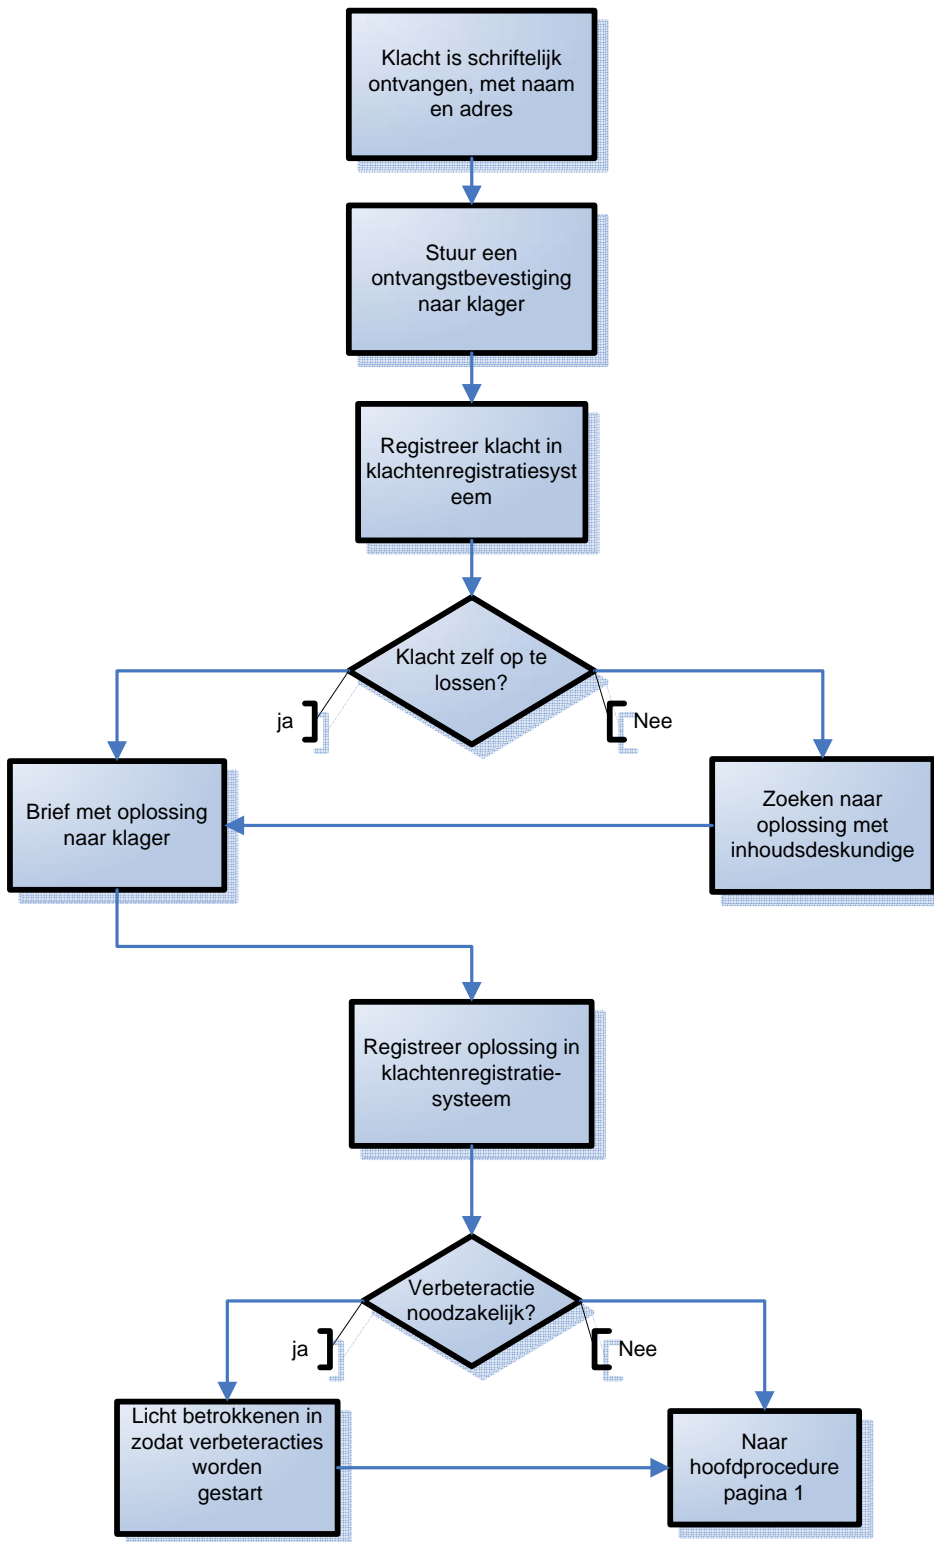 Klacht is schriftelijk
ontvangen, met naam
en adres
Stuur een
ontvangstbevestiging
naar klager
Registreer klacht in
klachtenregistratiesyst
eem
Klacht zelf op te
lossen?
ja
Nee
Brief met oplossing
naar klager
Zoeken naar
oplossing met
inhoudsdeskundige
Registreer oplossing in
klachtenregistratie-
systeem
Verbeteractie
noodzakelijk?
ja
Nee
Licht betrokkenen in
zodat verbeteracties
worden
gestart
Naar
hoofdprocedure
pagina 1